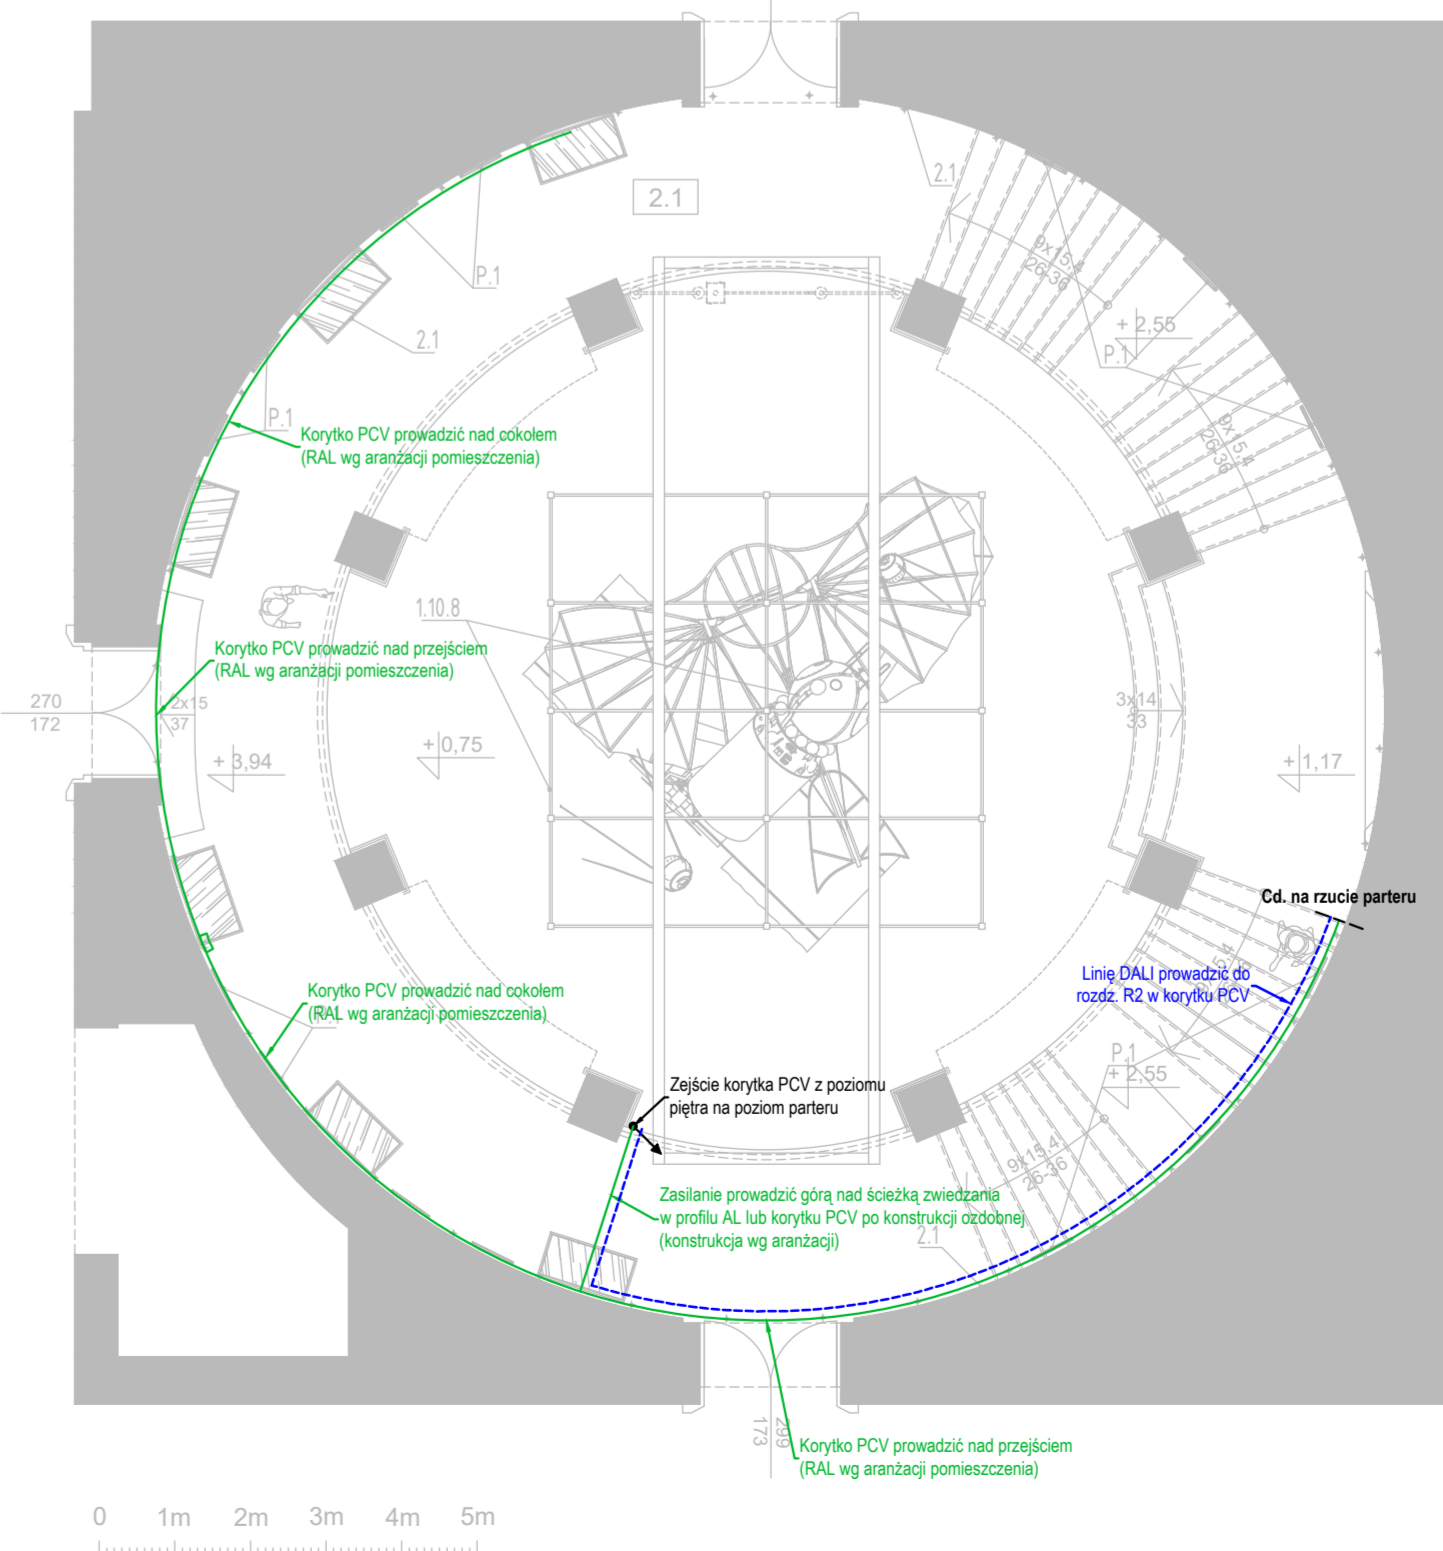 2.1
2.1
9x15,4
26-36
P.1
+ 2,55
2.1
P.1
P.1
9x15,4
26-36
Korytko PCV prowadzić nad cokołem
(RAL wg aranżacji pomieszczenia)
1.10.8
Korytko PCV prowadzić nad przejściem
(RAL wg aranżacji pomieszczenia)
270
172
2x15
37
3x14
33
+ 3,94
+ 0,75
+ 1,17
Cd. na rzucie parteru
Linię DALI prowadzić do
rozdz. R2 w korytku PCV
Korytko PCV prowadzić nad cokołem
(RAL wg aranżacji pomieszczenia)
P.1
+ 2,55
Zejście korytka PCV z poziomu
piętra na poziom parteru
9x15,4
26-36
Zasilanie prowadzić górą nad ścieżką zwiedzania
w profilu AL lub korytku PCV po konstrukcji ozdobnej
(konstrukcja wg aranżacji)
2.1
299
173
Korytko PCV prowadzić nad przejściem
(RAL wg aranżacji pomieszczenia)
0 1m 2m 3m 4m 5m